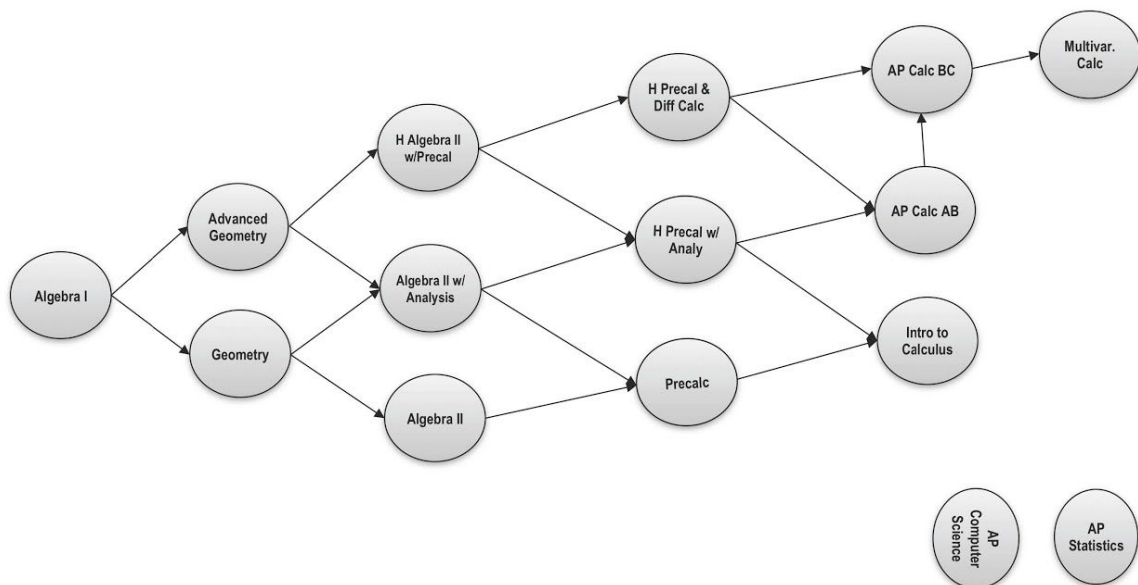 Algebra I
Advanced
Geometry
Geometry
H Algebra II
w/Precal
Algebra II w/
Analysis
Algebra II
H Precal &
Diff Calc
H Precal w/
Analy
Precalc
AP Calc BC
AP Calc AB
Intro to
Calculus
Multivar.
Calc
AP
Computer
Science
AP
Statistics